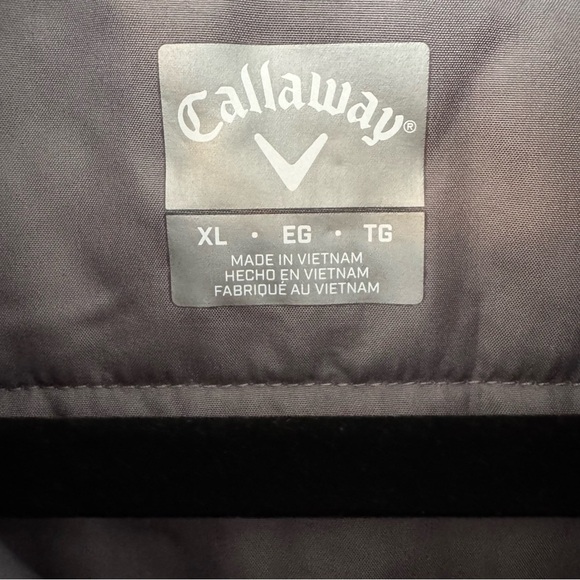 Callaway®
XL • EG • TG
MADE IN VIETNAM
HECHO EN VIETNAM
FABRIQUÉ AU VIETNAM